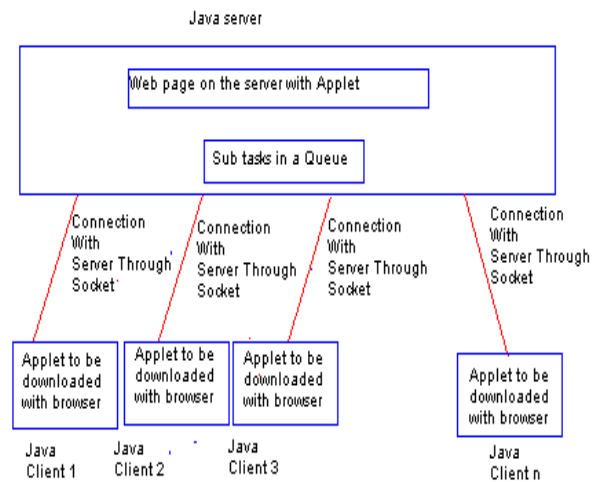 Java server
Web page on the server with Applet
Sub tasks in a Queue
Connection
With
Server Through
Socket
Connection
With
Server Through
Socket
Connection
With
Server Through
Socket
Connection
With
Server Through
Socket
Applet to be
downloaded
with browser
Applet to be
downloaded
with browser
Applet to be
downloaded
with browser
Applet to be
downloaded
with browser
Java
Client 1
Java
Client 2
Java
Client 3
Java
Client n